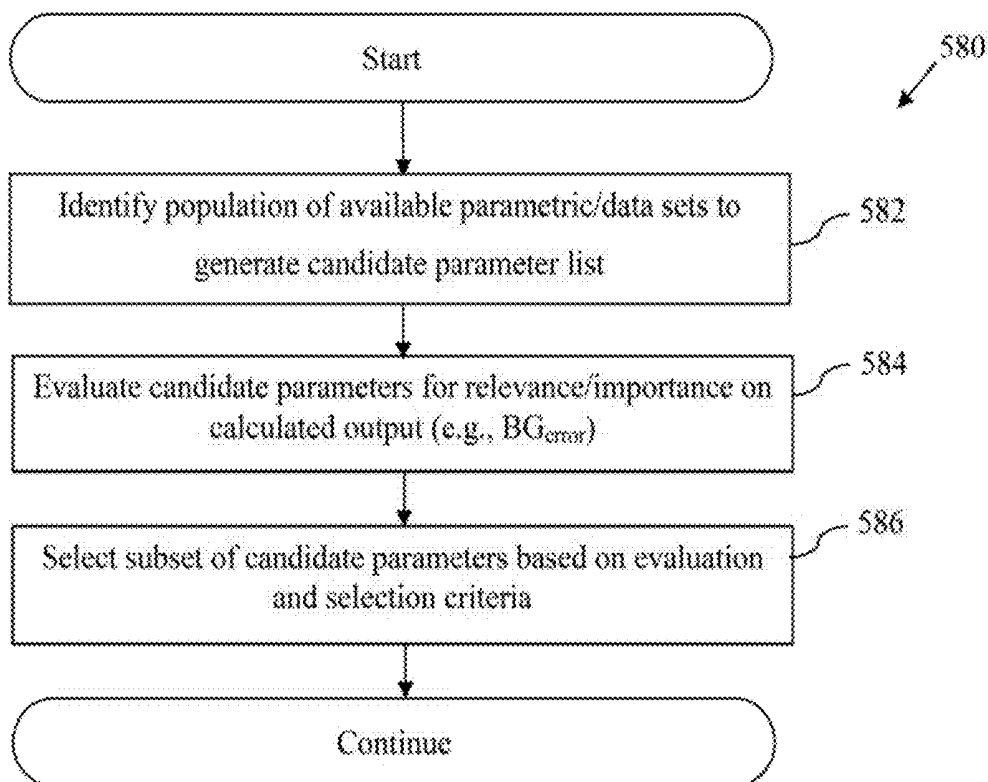 Start
580
Identify population of available parametric/data sets to
generate candidate parameter list
582
Evaluate candidate parameters for relevance/importance on
calculated output (e.g., BGerror)
584
Select subset of candidate parameters based on evaluation
and selection criteria
586
Continue